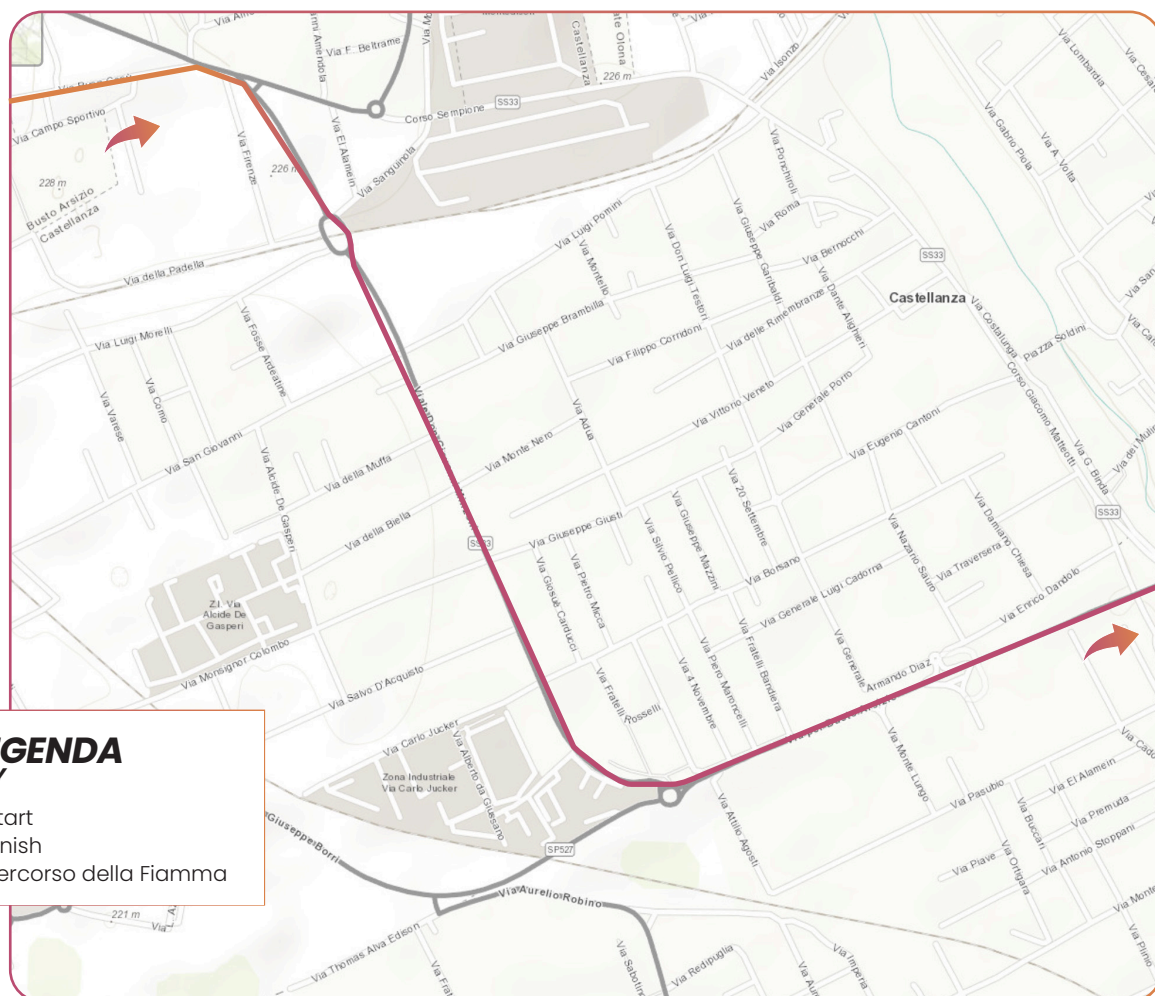 Via F. Beltrame
Castellanza
226 m
Via Isonzo
Via Lombardia
SS33
Corso Sempione
Via Campo Sportivo
Via Firenze
Via El Alamein
Via Sanguinola
226 m
228 m
Busto Arsizio
Castellanza
Via Ponchiroli
Via Gabrio Piola
Via A. Volta
Via Luigi Pomini
Via Roma
Via Giuseppe Garibaldi
Via Bernocchi
SS33
Via Montello
Via Don Luigi Testori
Via della Padella
Via Dante Alighieri
Castellanza
Via delle Rimembranze
Via Giuseppe Brambilla
Via Filippo Corridoni
Via Costalunga
Piazza Soldini
Via Luigi Morelli
Via Fosse Ardeatine
Via Varese
Via Como
Via San Giovanni
Via Alcide De Gasperi
Via della Muffa
Via Monte Nero
Via Adua
Via Vittorio Veneto
Via Generale Porro
Via Eugenio Cantoni
Corso Giacomo Matteotti
Via G. Binda
SS33
Via della Biella
Via Giuseppe Giusti
Via 20 Settembre
Via Giuseppe Mazzini
Via Silvio Pellico
Via Damiano Chiesa
Via Nazario Sauro
Via Traversera
Via Borsano
Via Generale Luigi Cadorna
Via Enrico Dandolo
Via Giosuè Carducci
Via Pietro Micca
Z.I. Via
Alcide De
Gasperi
Via Monsignor Colombo
Via Salvo D'Acquisto
Via Fratelli Rosselli
Via 4 Novembre
Via Piero Maroncelli
Via Fratelli Bandiera
Via Generale Armando Diaz
Via Carlo Jucker
Zona Industriale
Via Carlo Jucker
Via Alberto da Giussano
Via Monte Lungo
Via Pasubio
Via El Alamein
Via Premuda
Via Buccari
Via Antonio Stoppani
Via Piave
Via Ortigara
Via Attilio Agosti
SP527
GENDA
tart
nish
ercorso della Fiamma
Giuseppe Borri
221 m
Via Aurelio Robino
Via Thomas Alva Edison
Via Redipuglia
Via Imperia